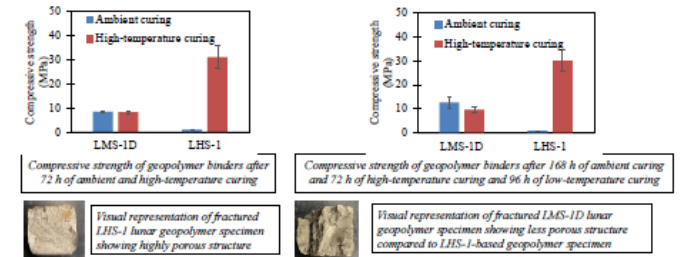 50
40
30
20
10
0
Compressive strength
(MPa)
Ambient curing
High-temperature curing
LMS-1D
LHS-1
Compressive strength of geopolymer binders after
72 h of ambient and high-temperature curing
50
40
30
20
10
0
Compressive strength
(MPa)
Ambient curing
High-temperature curing
LMS-1D
LHS-1
Compressive strength of geopolymer binders after 168 h of ambient curing
and 72 h of high-temperature curing and 96 h of low-temperature curing
Visual representation of fractured
LHS-1 lunar geopolymer specimen
showing highly porous structure
Visual representation of fractured LMS-1D lunar
geopolymer specimen showing less porous structure
compared to LHS-1-based geopolymer specimen